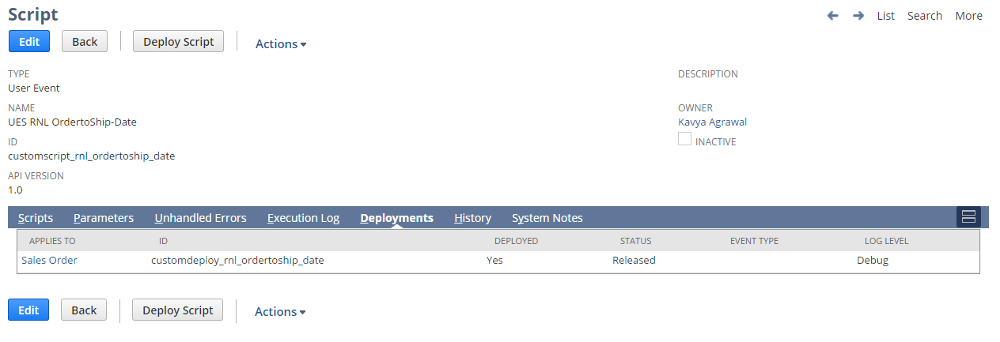 Script
List Search More
Edit Back Deploy Script Actions
TYPE
User Event
NAME
UES RNL OrdertoShip-Date
ID
customscript_rnl_ordertoship_date
API VERSION
1.0
DESCRIPTION
OWNER
Kavya Agrawal
INACTIVE
Scripts Parameters Unhandled Errors Execution Log Deployments History System Notes
APPLIES TO ID DEPLOYED STATUS EVENT TYPE LOG LEVEL
Sales Order customdeploy_rnl_ordertoship_date Yes Released Debug
Edit Back Deploy Script Actions